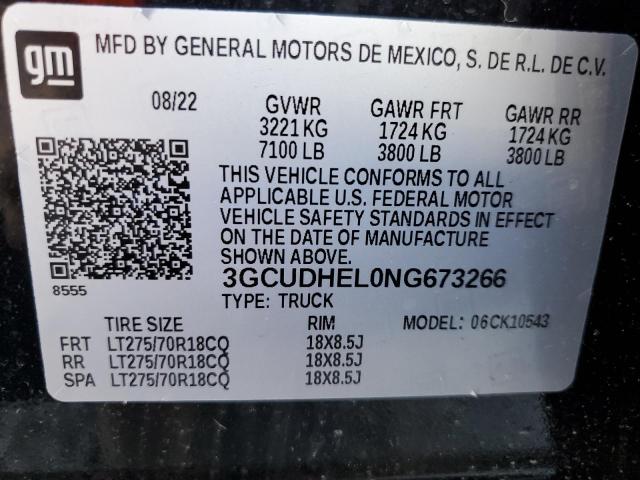 gm
MFD BY GENERAL MOTORS DE MEXICO, S. DE R.L. DE C.V.
08/22 GVWR GAWR FRT GAWR RR
3221 KG 1724 KG 1724 KG
7100 LB 3800 LB 3800 LB
THIS VEHICLE CONFORMS TO ALL
APPLICABLE U.S. FEDERAL MOTOR
VEHICLE SAFETY STANDARDS IN EFFECT
ON THE DATE OF MANUFACTURE
SHOWN ABOVE.
8555
3GCUDHEL0NG673266
TYPE: TRUCK
TIRE SIZE RIM MODEL: 06CK10543
FRT LT275/70R18CQ 18X8.5J
RR LT275/70R18CQ 18X8.5J
SPA LT275/70R18CQ 18X8.5J